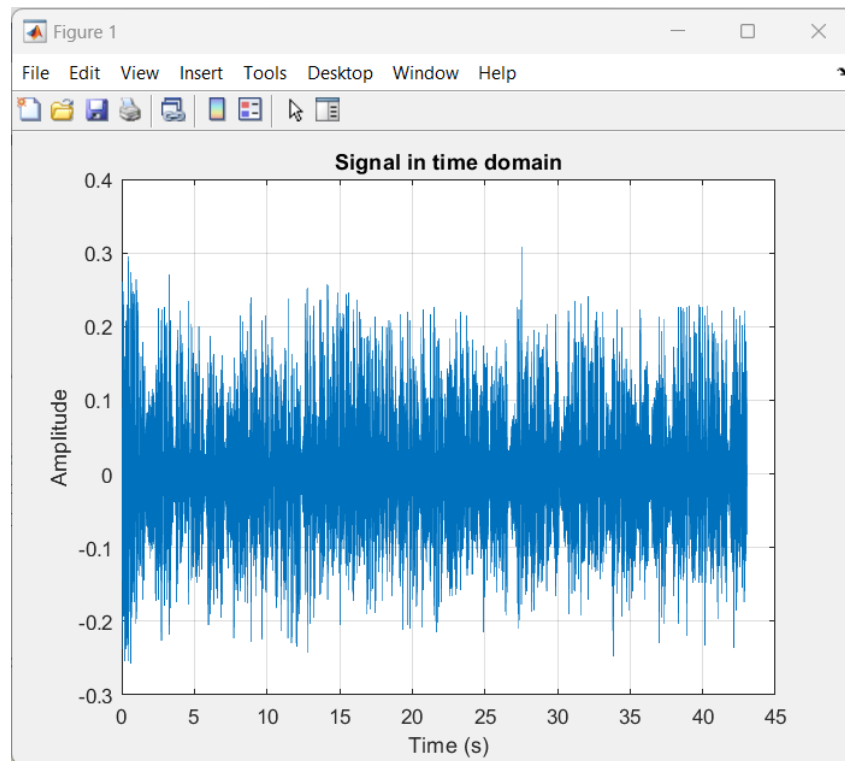 Figure 1
File Edit View Insert Tools Desktop Window Help
Signal in time domain
0.4
0.3
0.2
0.1
0
-0.1
-0.2
-0.3
Amplitude
0 5 10 15 20 25 30 35 40 45
Time (s)